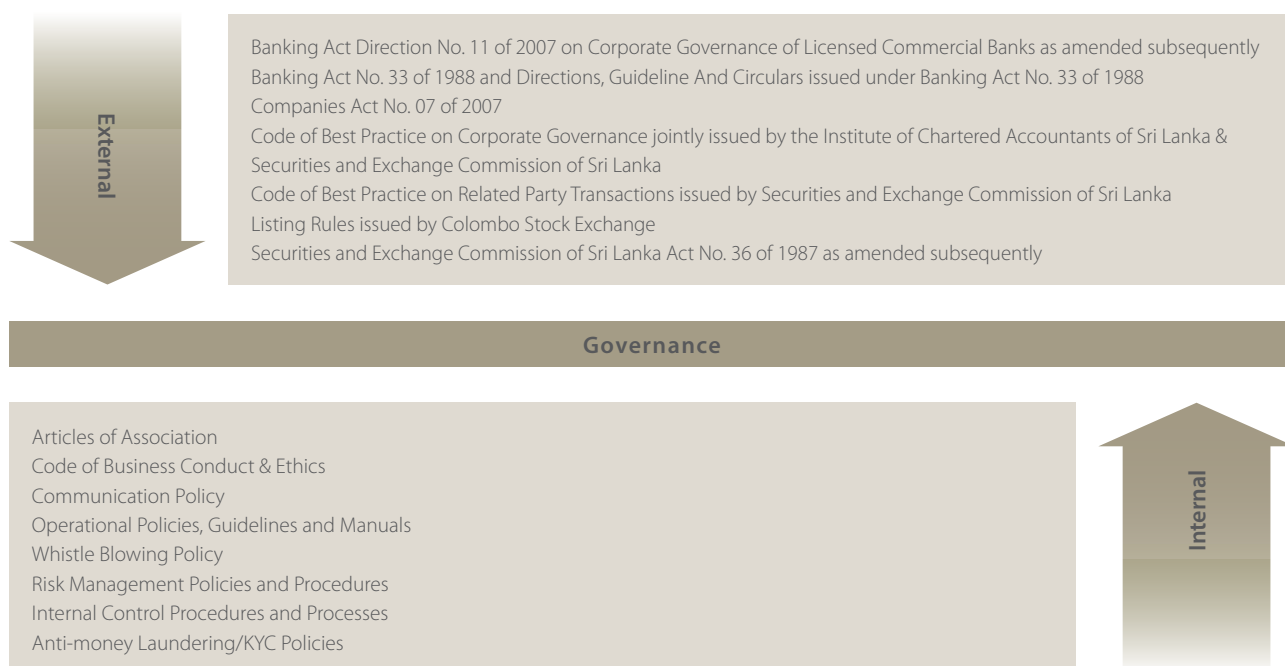 External
Banking Act Direction No. 11 of 2007 on Corporate Governance of Licensed Commercial Banks as amended subsequently
Banking Act No. 33 of 1988 and Directions, Guideline And Circulars issued under Banking Act No. 33 of 1988
Companies Act No. 07 of 2007
Code of Best Practice on Corporate Governance jointly issued by the Institute of Chartered Accountants of Sri Lanka &
Securities and Exchange Commission of Sri Lanka
Code of Best Practice on Related Party Transactions issued by Securities and Exchange Commission of Sri Lanka
Listing Rules issued by Colombo Stock Exchange
Securities and Exchange Commission of Sri Lanka Act No. 36 of 1987 as amended subsequently
Governance
Articles of Association
Code of Business Conduct & Ethics
Communication Policy
Operational Policies, Guidelines and Manuals
Whistle Blowing Policy
Risk Management Policies and Procedures
Internal Control Procedures and Processes
Anti-money Laundering/KYC Policies
Internal